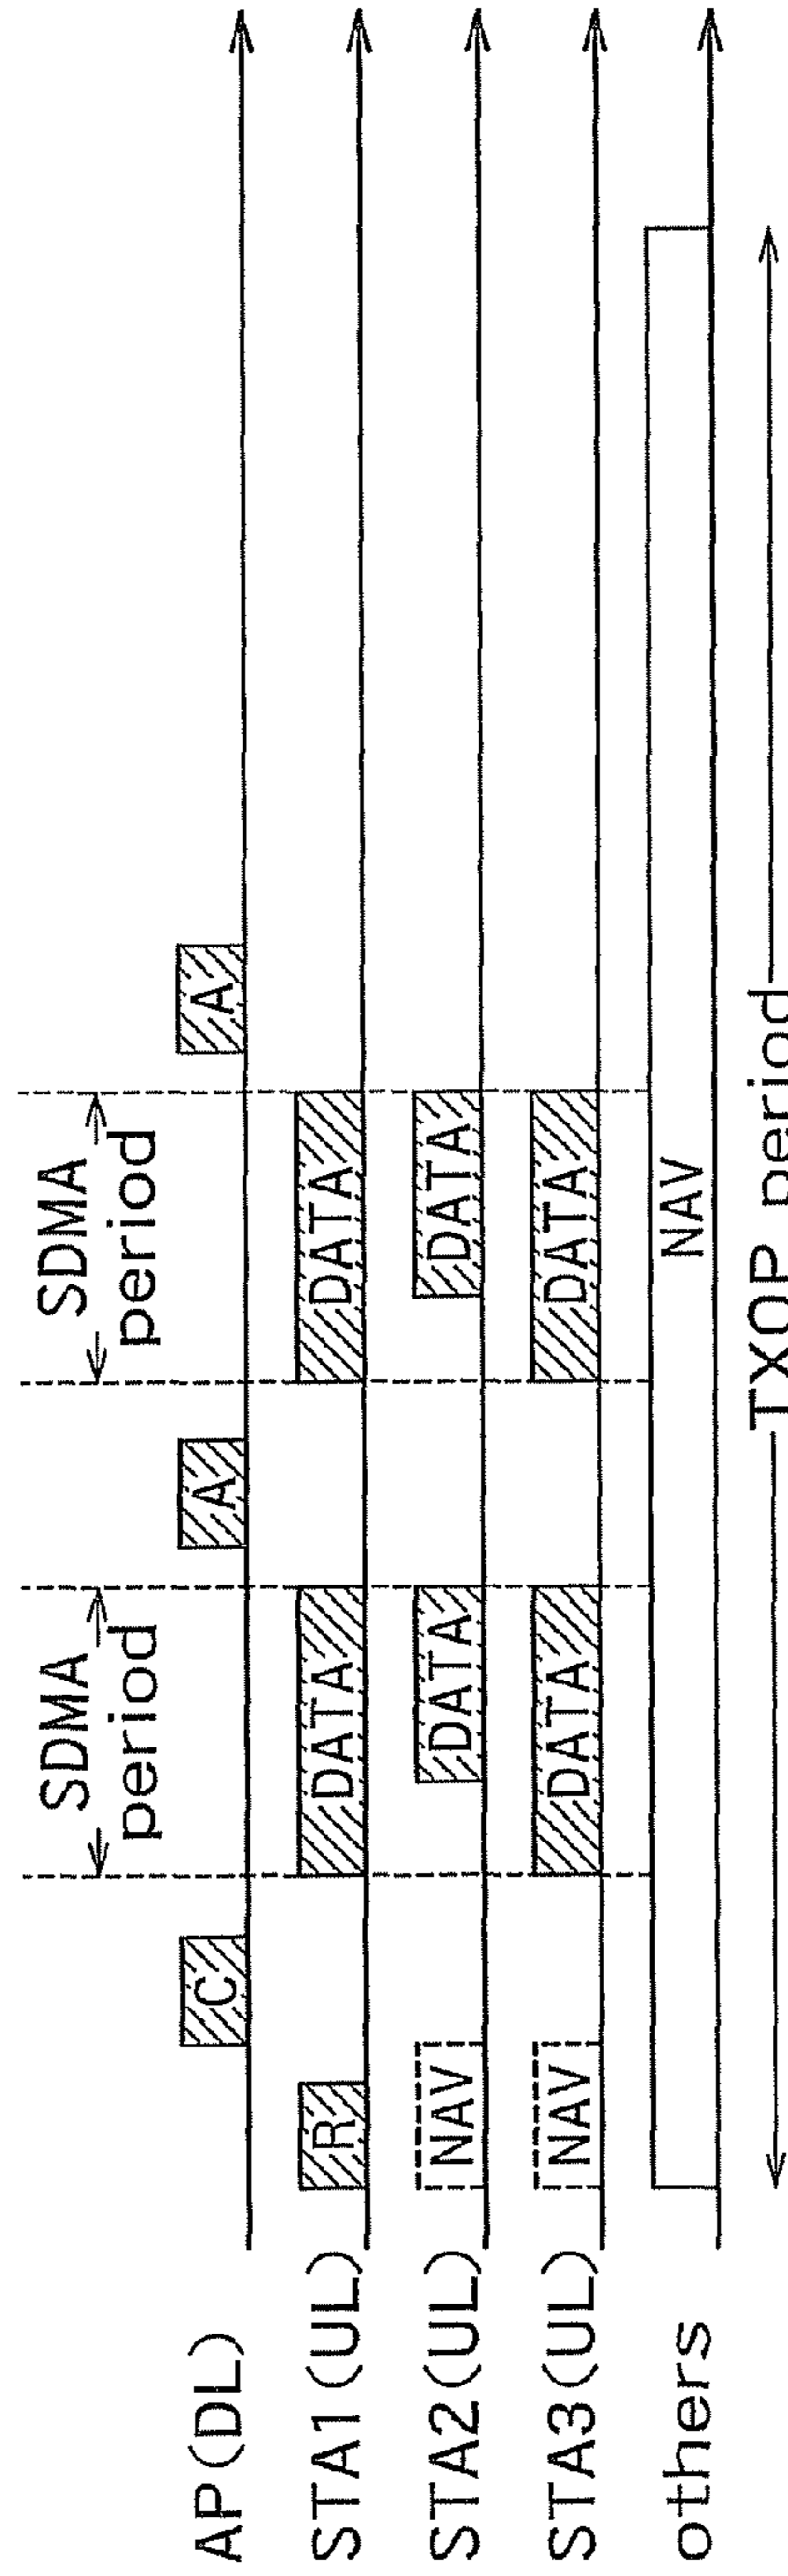 SDMA
period
SDMA
period
AP(DL)
C
A
A
STA1(UL)
R
DATA
DATA
STA2(UL)
NAV
DATA
DATA
STA3(UL)
NAV
DATA
DATA
others
NAV
TXOP period